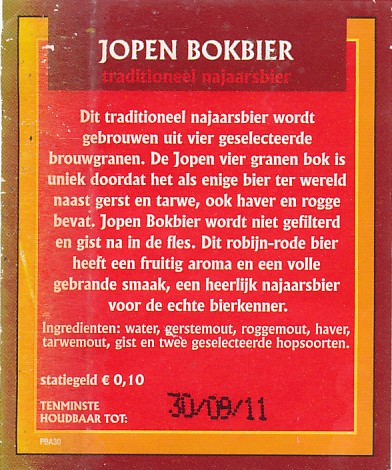 JOPEN BOKBIER
traditioneel najaarsbier
Dit traditioneel najaarsbier wordt
gebrouwen uit vier geselecteerde
brouwgranen. De Jopen vier granen bok is
uniek doordat het als enige bier ter wereld
naast gerst en tarwe, ook haver en rogge
bevat. Jopen Bokbier wordt niet gefilterd
en gist na in de fles. Dit robijn-rode bier
heeft een fruitig aroma en een volle
gebrande smaak, een heerlijk najaarsbier
voor de echte bierkenner.
Ingredienten: water, gerstemout, roggemout, haver,
tarwemout, gist en twee geselecteerde hopsoorten.
statiegeld € 0,10
TENMINSTE
HOUDBAAR TOT:
30/09/11
PBA30